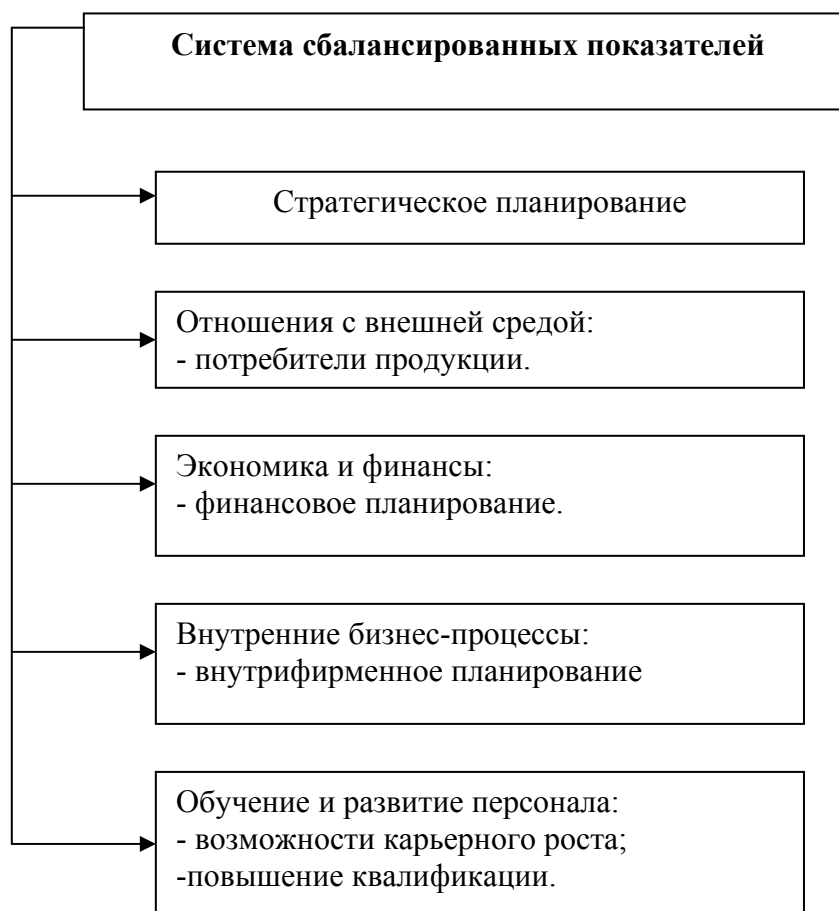 Система сбалансированных показателей
Стратегическое планирование
Отношения с внешней средой:
- потребители продукции.
Экономика и финансы:
- финансовое планирование.
Внутренние бизнес-процессы:
- внутрифирменное планирование
Обучение и развитие персонала:
- возможности карьерного роста;
-повышение квалификации.